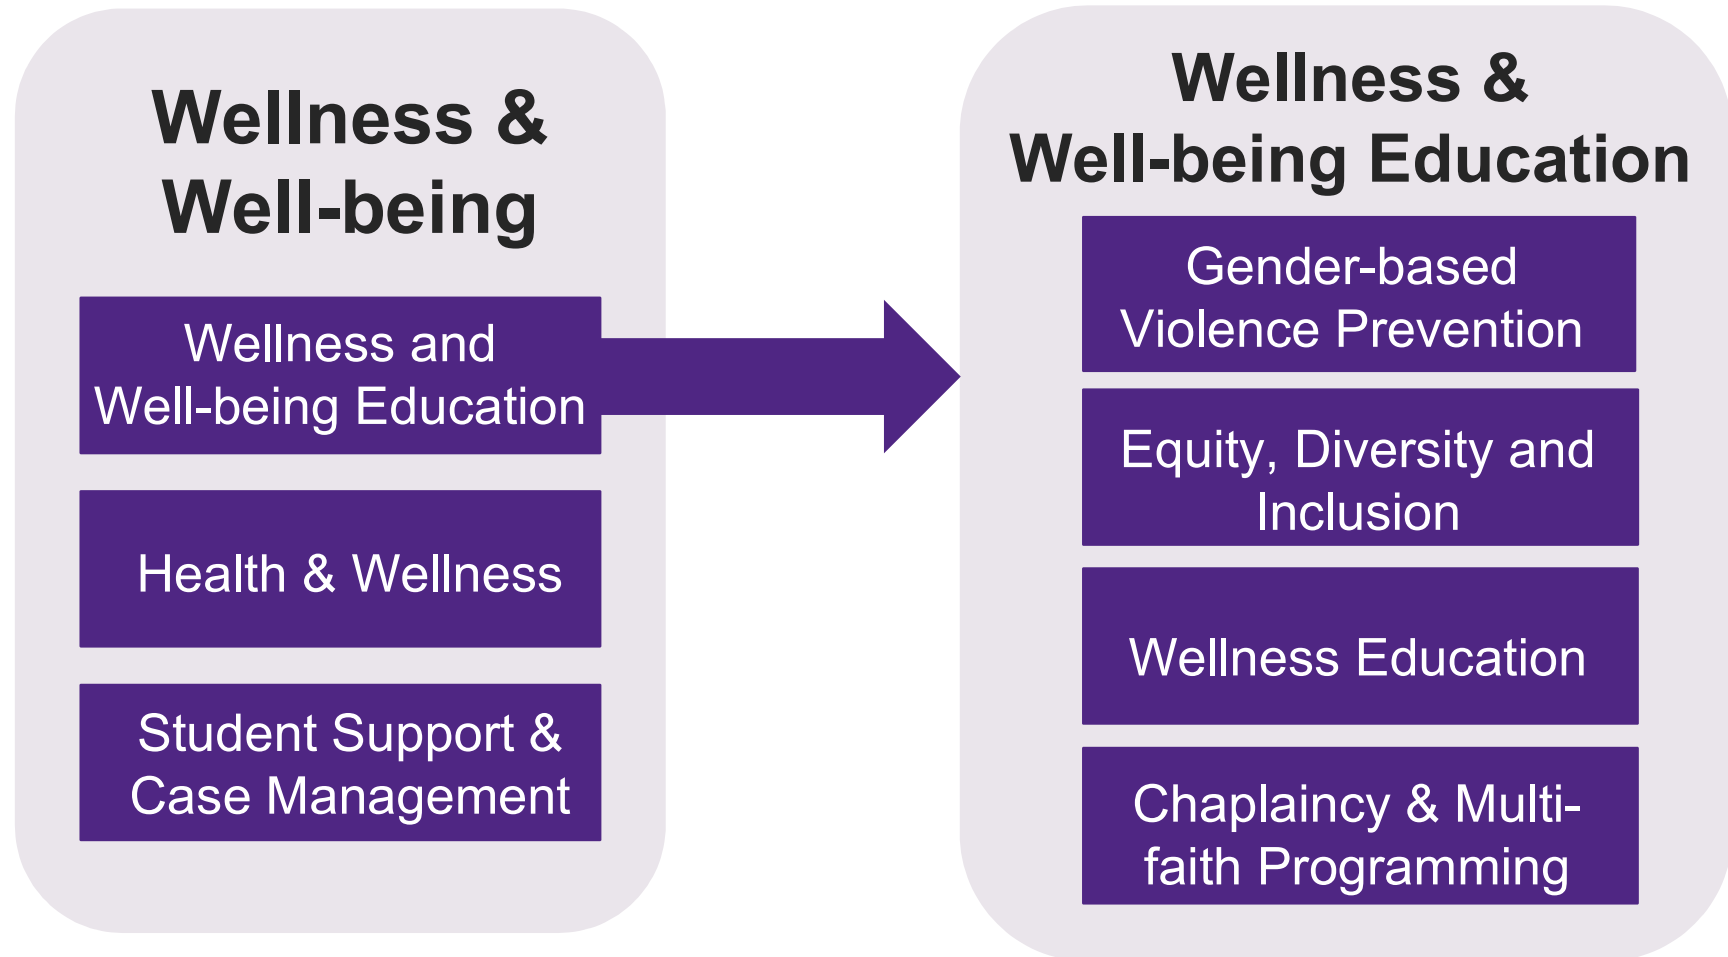 Wellness &
Well-being
Wellness and
Well-being Education
Health & Wellness
Student Support &
Case Management
Wellness &
Well-being Education
Gender-based
Violence Prevention
Equity, Diversity and
Inclusion
Wellness Education
Chaplaincy & Multi-
faith Programming